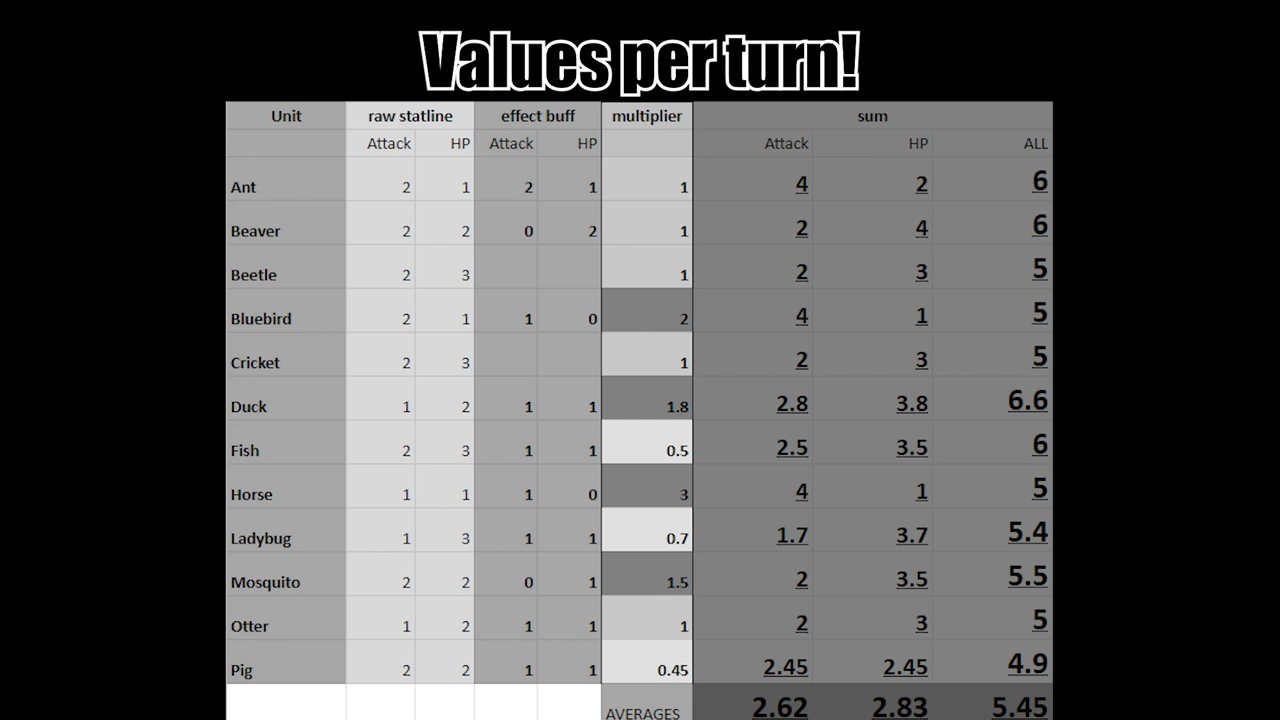 Values per turn!
Unit raw statline effect buff multiplier sum
Attack HP Attack HP Attack HP ALL
Ant 2 1 2 1 1 4 2 6
Beaver 2 2 0 2 1 2 4 6
Beetle 2 3 1 2 3 5
Bluebird 2 1 1 0 2 4 1 5
Cricket 2 3 1 2 3 5
Duck 1 2 1 1 1.8 2.8 3.8 6.6
Fish 2 3 1 1 0.5 2.5 3.5 6
Horse 1 1 1 0 3 4 1 5
Ladybug 1 3 1 1 0.7 1.7 3.7 5.4
Mosquito 2 2 0 1 1.5 2 3.5 5.5
Otter 1 2 1 1 1 2 3 5
Pig 2 2 1 1 0.45 2.45 2.45 4.9
AVERAGES 2.62 2.83 5.45